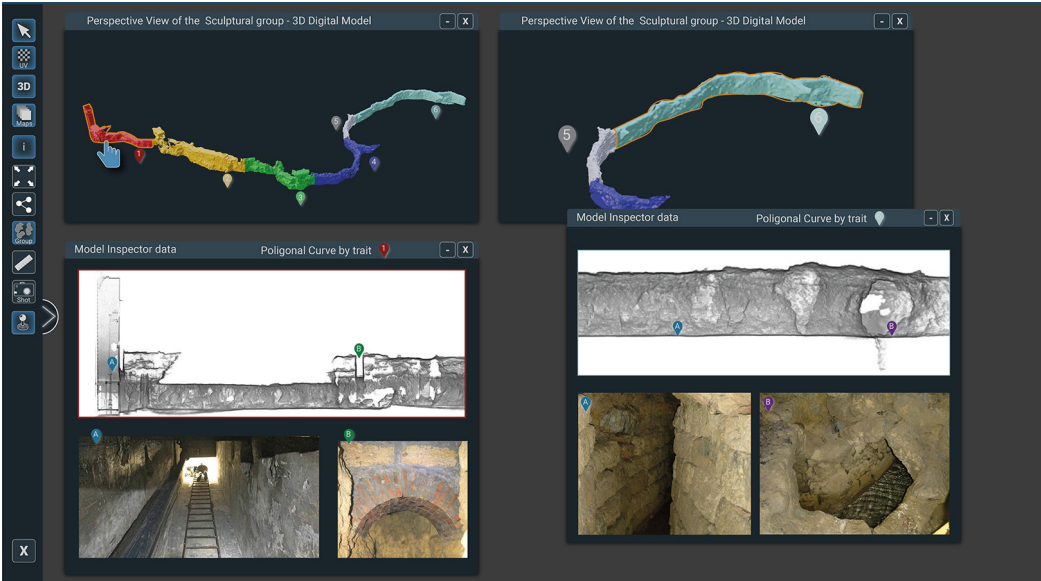 Perspective View of the Sculptural group - 3D Digital Model
- X
Perspective View of the Sculptural group - 3D Digital Model
- X
UV
3D
Maps
i
Group
Shot
X
1
3
4
5
6
5
6
Model Inspector data
Poligonal Curve by trait 1
- X
A
B
A
B
Model Inspector data
Poligonal Curve by trait
- X
A
B
A
B